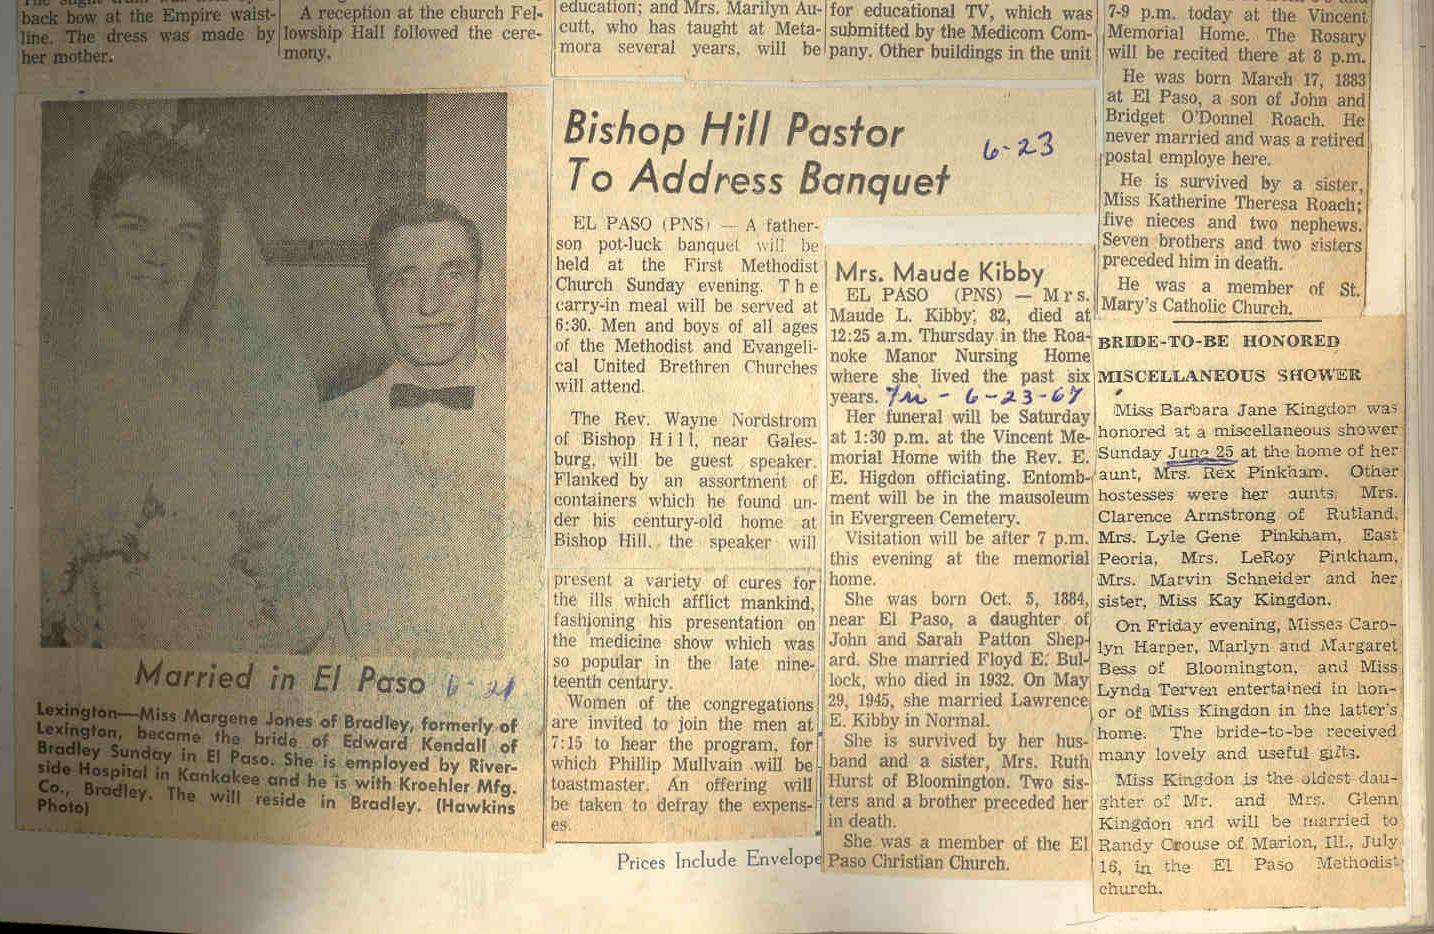 back bow at the Empire waist-
line. The dress was made by
her mother.
A reception at the church Fel-
lowship Hall followed the cere-
mony.
education; and Mrs. Marilyn Au-
cutt, who has taught at Meta-
mora several years, will be
for educational TV, which was
submitted by the Medicom Com-
pany. Other buildings in the unit
7-9 p.m. today at the Vincent
Memorial Home. The Rosary
will be recited there at 8 p.m.
He was born March 17, 1883
at El Paso, a son of John and
Bridget O'Donnel Roach. He
never married and was a retired
postal employe here.
He is survived by a sister,
Miss Katherine Theresa Roach;
five nieces and two nephews.
Seven brothers and two sisters
preceded him in death.
He was a member of St.
Mary's Catholic Church.
Married in El Paso 6-21
Lexington—Miss Margene Jones of Bradley, formerly of
Lexington, became the bride of Edward Kendall of
Bradley Sunday in El Paso. She is employed by River-
side Hospital in Kankakee and he is with Kroehler Mfg.
Co., Bradley. The will reside in Bradley. (Hawkins
Photo)
Bishop Hill Pastor
To Address Banquet
6-23
EL PASO (PNS) — A father-
son pot-luck banquet will be
held at the First Methodist
Church Sunday evening. The
carry-in meal will be served at
6:30. Men and boys of all ages
of the Methodist and Evangeli-
cal United Brethren Churches
will attend.
The Rev. Wayne Nordstrom
of Bishop Hill, near Gales-
burg, will be guest speaker.
Flanked by an assortment of
containers which he found un-
der his century-old home at
Bishop Hill, the speaker will
present a variety of cures for
the ills which afflict mankind,
fashioning his presentation on
the medicine show which was
so popular in the late nine-
teenth century.
Women of the congregations
are invited to join the men at
7:15 to hear the program, for
which Phillip Mullvain will be
toastmaster. An offering will
be taken to defray the expens-
es.
Prices Include Envelope
Mrs. Maude Kibby
EL PASO (PNS) — Mrs.
Maude L. Kibby, 82, died at
12:25 a.m. Thursday in the Roa-
noke Manor Nursing Home
where she lived the past six
years. Fri - 6-23-67
Her funeral will be Saturday
at 1:30 p.m. at the Vincent Me-
morial Home with the Rev. E.
E. Higdon officiating. Entomb-
ment will be in the mausoleum
in Evergreen Cemetery.
Visitation will be after 7 p.m.
this evening at the memorial
home.
She was born Oct. 5, 1884,
near El Paso, a daughter of
John and Sarah Patton Shep-
ard. She married Floyd E. Bul-
lock, who died in 1932. On May
29, 1945, she married Lawrence
E. Kibby in Normal.
She is survived by her hus-
band and a sister, Mrs. Ruth
Hurst of Bloomington. Two sis-
ters and a brother preceded her
in death.
She was a member of the El
Paso Christian Church.
BRIDE-TO-BE HONORED
MISCELLANEOUS SHOWER
Miss Barbara Jane Kingdon was
honored at a miscellaneous shower
Sunday June 25 at the home of her
aunt, Mrs. Rex Pinkham. Other
hostesses were her aunts, Mrs.
Clarence Armstrong of Rutland,
Mrs. Lyle Gene Pinkham, East
Peoria, Mrs. LeRoy Pinkham,
Mrs. Marvin Schneider and her
sister, Miss Kay Kingdon.
On Friday evening, Misses Caro-
lyn Harper, Marlyn and Margaret
Bess of Bloomington, and Miss
Lynda Terven entertained in hon-
or of Miss Kingdon in the latter's
home. The bride-to-be received
many lovely and useful gifts.
Miss Kingdon is the oldest dau-
ghter of Mr. and Mrs. Glenn
Kingdon and will be married to
Randy Crouse of Marion, Ill., July
16, in the El Paso Methodist
church.